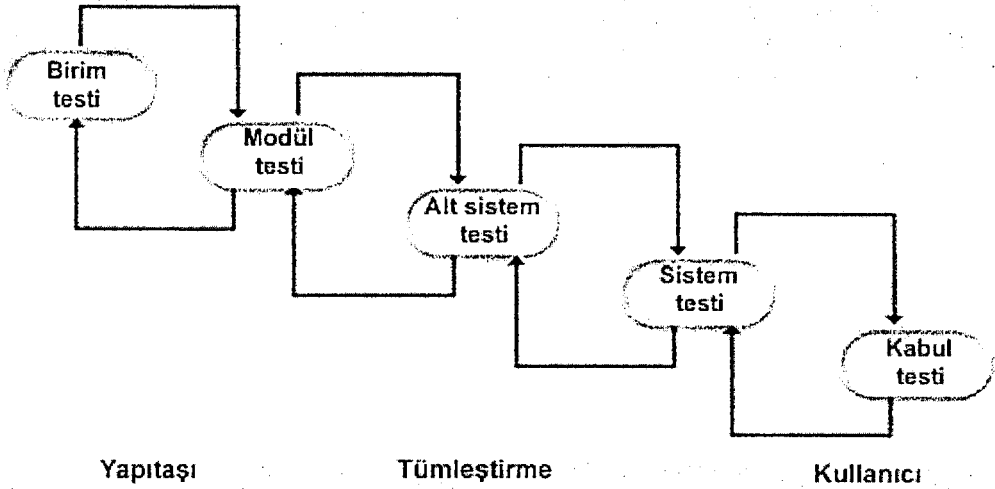 Birim
testi
Modül
testi
Alt sistem
testi
Sistem
testi
Kabul
testi
Yapıtaşı
Tümleştirme
Kullanıcı